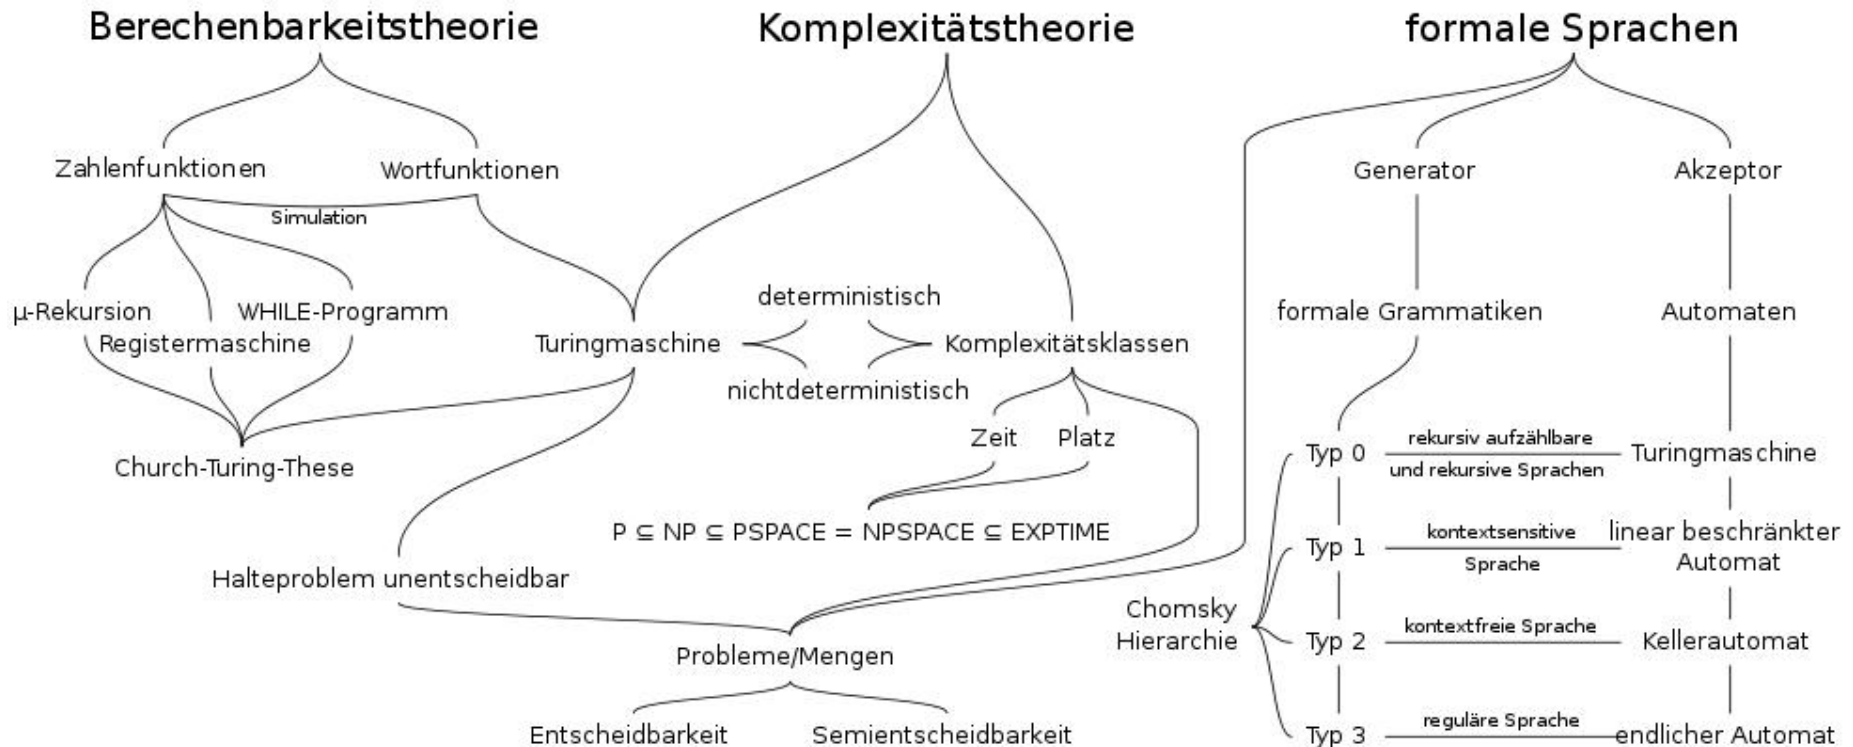 Berechenbarkeitstheorie
Komplexitätstheorie
formale Sprachen
Zahlenfunktionen
Wortfunktionen
Generator
Akzeptor
Simulation
deterministisch
µ-Rekursion
WHILE-Programm
formale Grammatiken
Automaten
Registermaschine
Turingmaschine
Komplexitätsklassen
nichtdeterministisch
Zeit
Platz
rekursiv aufzählbare
Typ 0
Turingmaschine
und rekursive Sprachen
Church-Turing-These
P ⊆ NP ⊆ PSPACE = NPSPACE ⊆ EXPTIME
kontextsensitive
linear beschränkter
Typ 1
Automat
Sprache
Halteproblem unentscheidbar
Chomsky
Hierarchie
kontextfreie Sprache
Typ 2
Kellerautomat
Probleme/Mengen
reguläre Sprache
Entscheidbarkeit
Semientscheidbarkeit
Typ 3
endlicher Automat